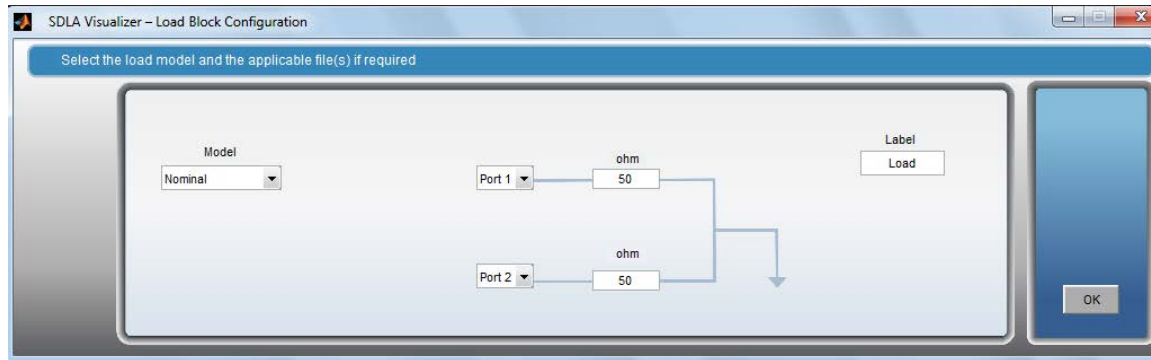 SDLA Visualizer – Load Block Configuration
Select the load model and the applicable file(s) if required
Model
Nominal
Port 1
ohm
50
Label
Load
Port 2
ohm
50
OK